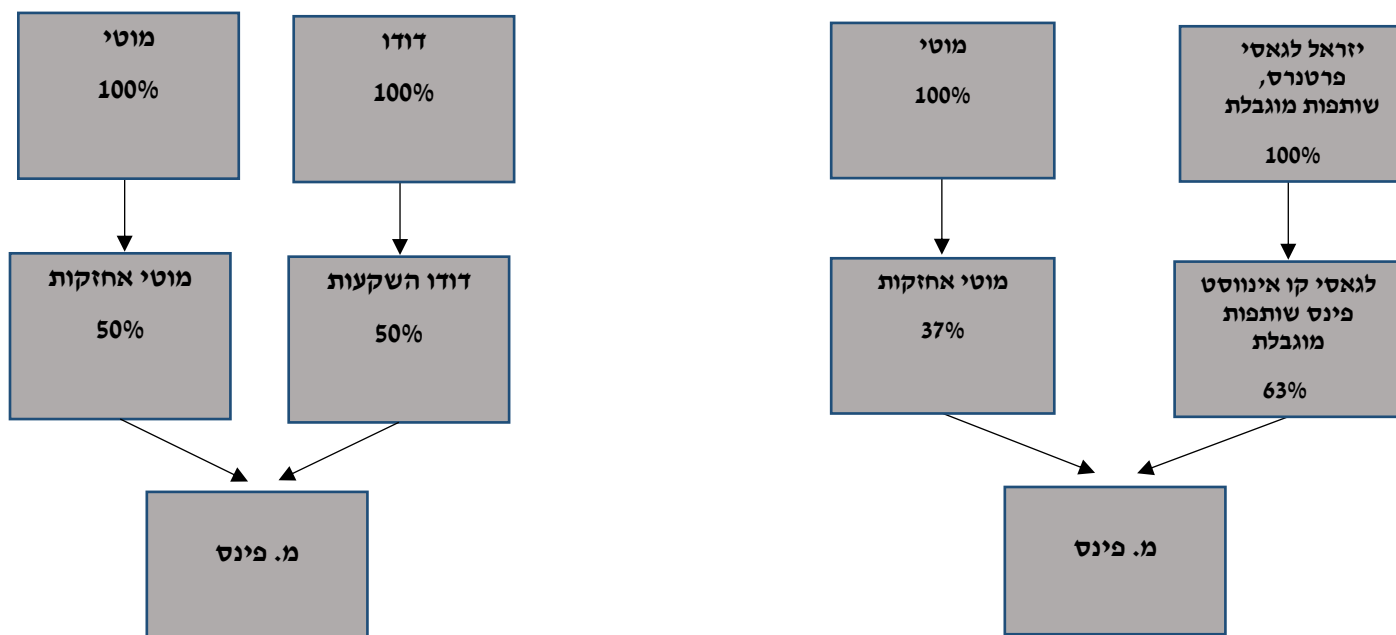 מוטי
100%
דודו
100%
מוטי אחזקות
50%
דודו השקעות
50%
מ. פינס
מוטי
100%
יזראל לגאסי
פרטנרס,
שותפות מוגבלת
100%
מוטי אחזקות
37%
לגאסי קו אינווסט
פינס שותפות
מוגבלת
63%
מ. פינס